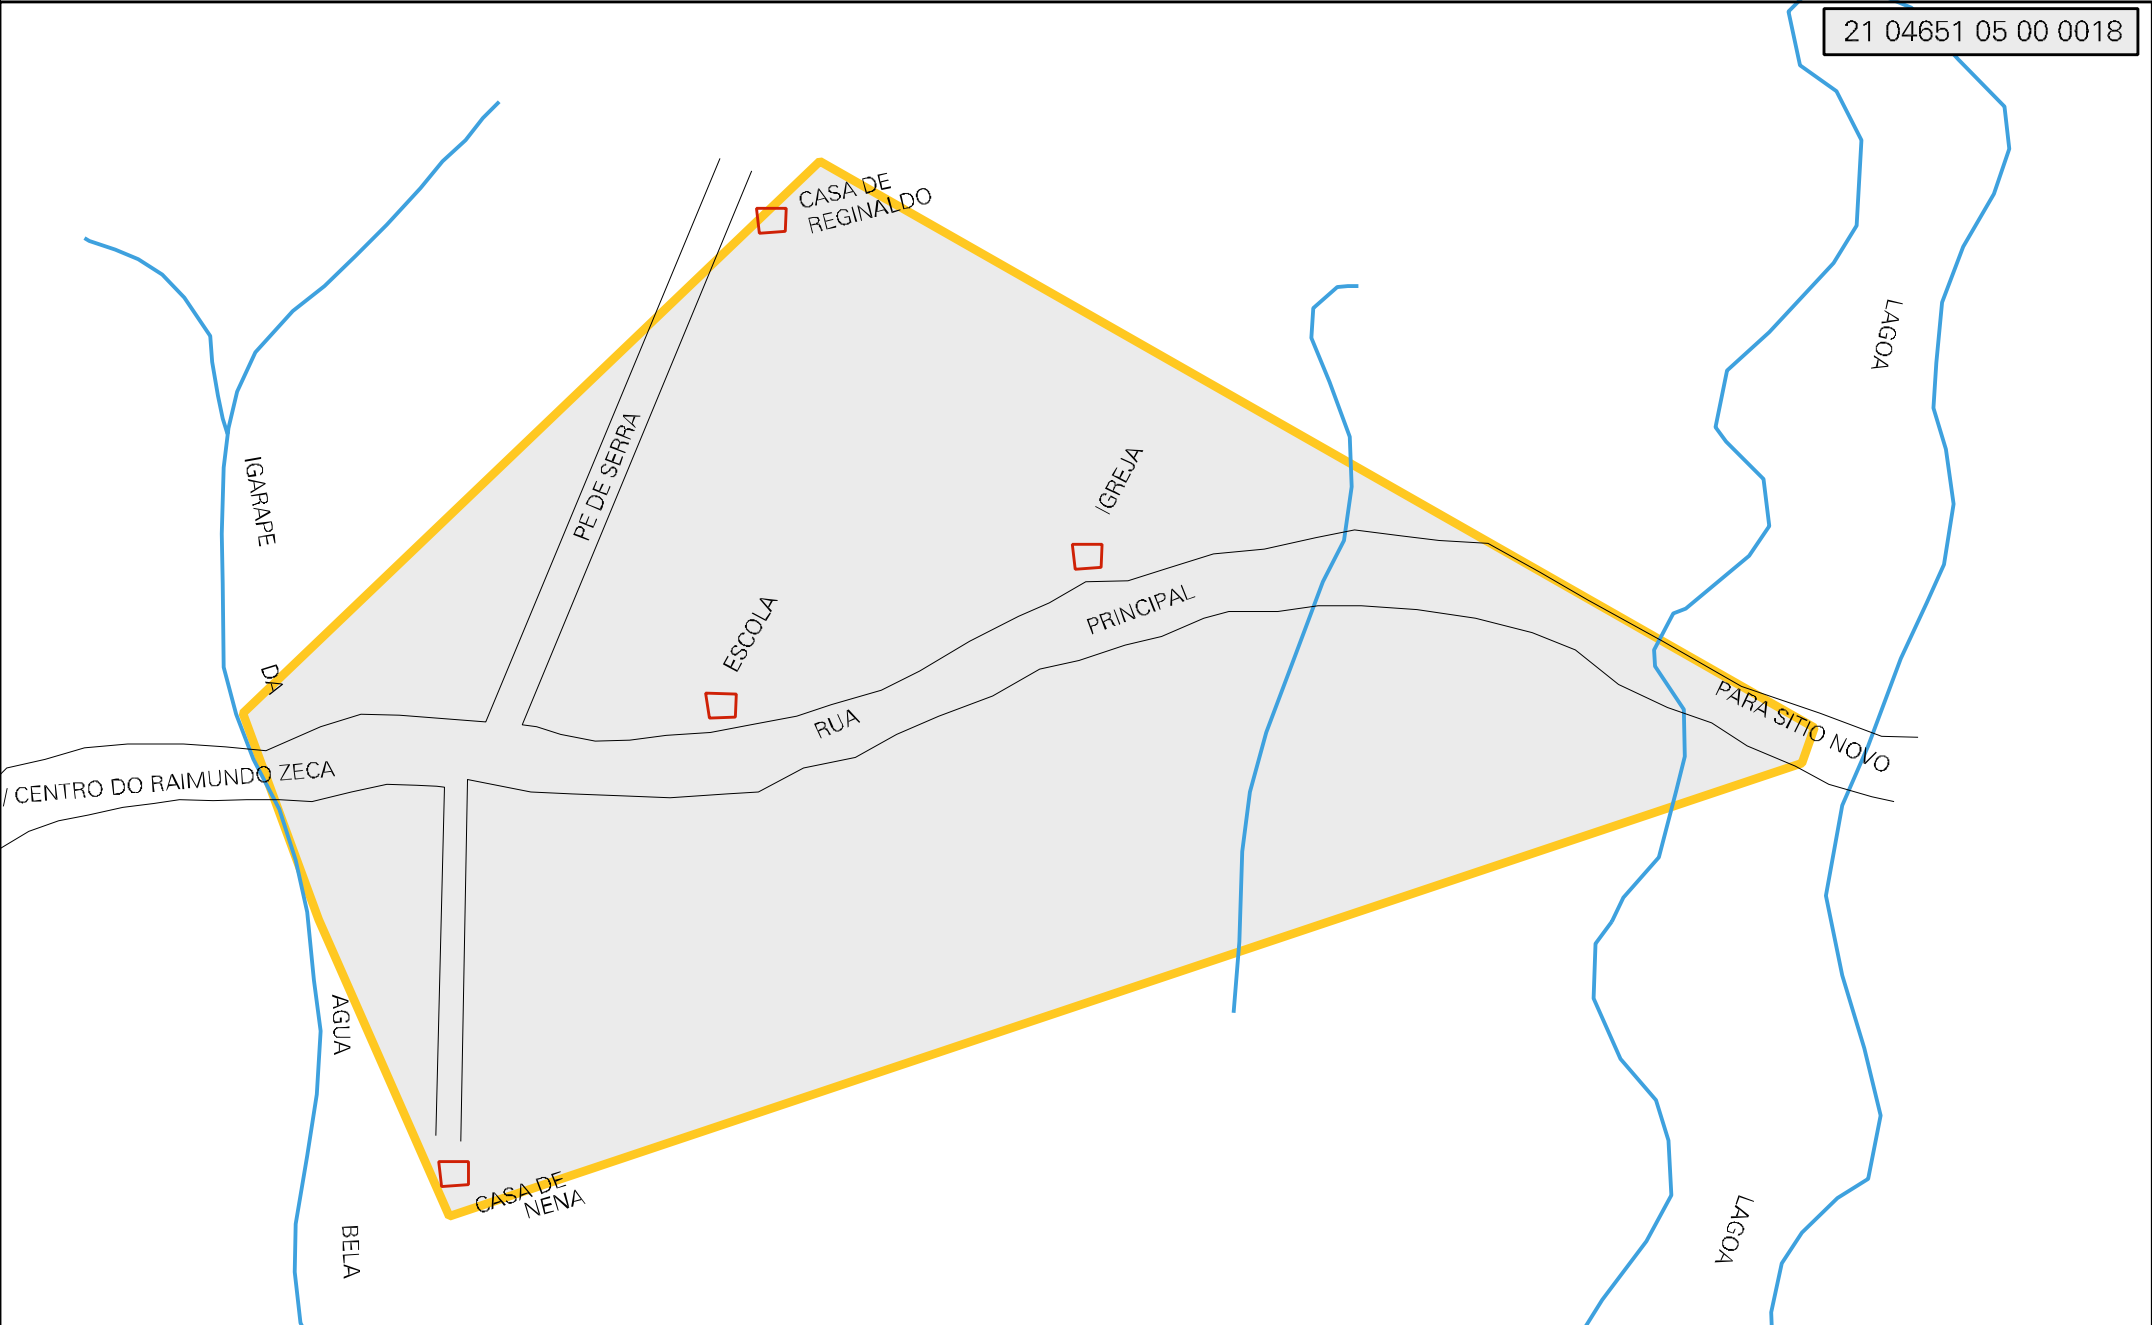 21 04651 05 00 0018
CASA DE
REGINALDO
LAGOA
PE DE SERRA
IGREJA
IGARAPE
DA
AGUA
BELA
ESCOLA
RUA
PRINCIPAL
PARA SITIO NOVO
/ CENTRO DO RAIMUNDO ZECA
CASA DE
NENA
LAGOA